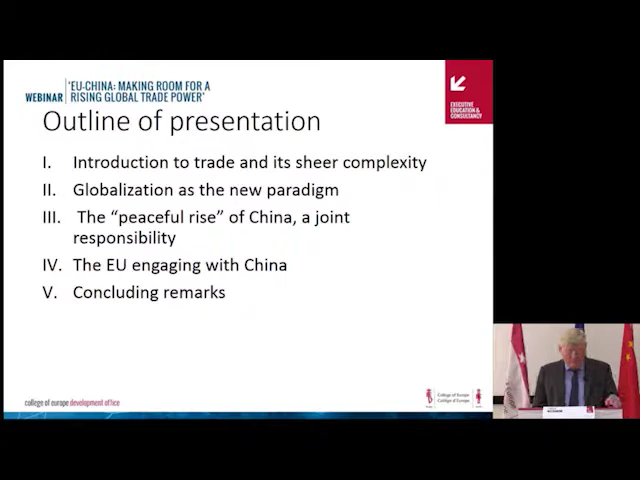 WEBINAR
'EU-CHINA: MAKING ROOM FOR A
RISING GLOBAL TRADE POWER'
EXECUTIVE
EDUCATION &
CONSULTANCY
Outline of presentation
I. Introduction to trade and its sheer complexity
II. Globalization as the new paradigm
III. The “peaceful rise” of China, a joint
responsibility
IV. The EU engaging with China
V. Concluding remarks
college of europe development office
College of Europe
Collège d'Europe